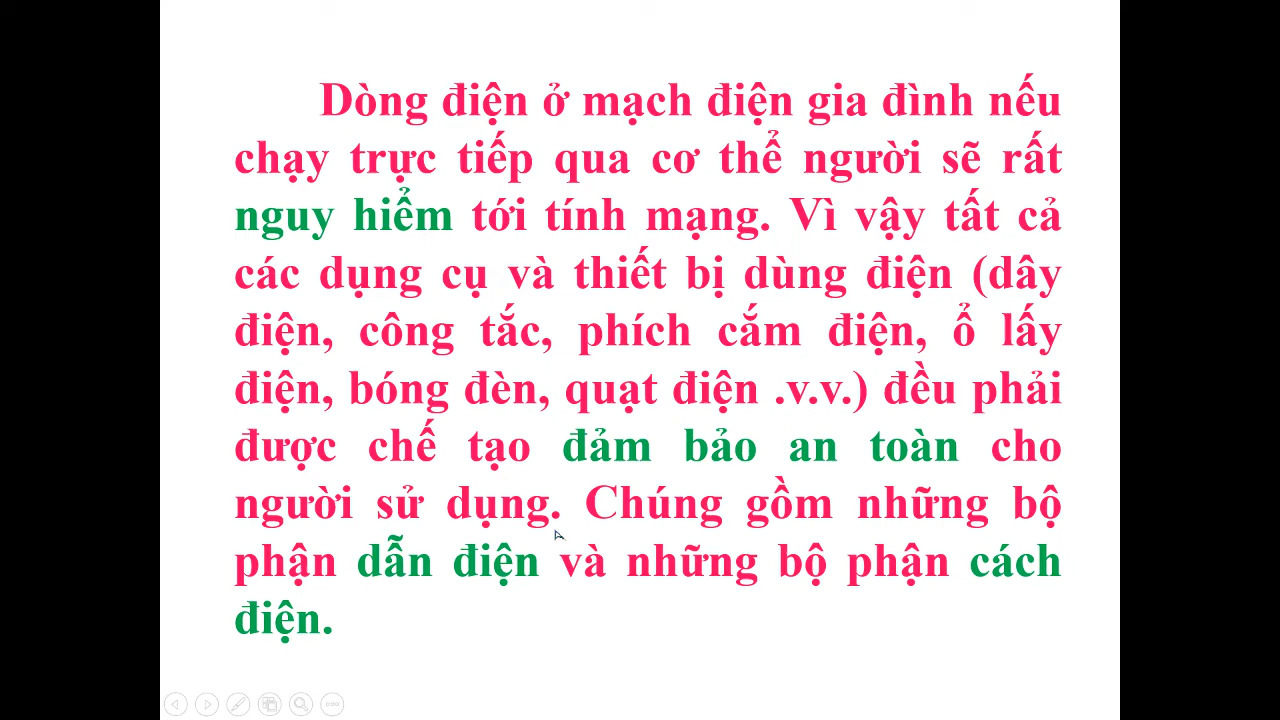 Dòng điện ở mạch điện gia đình nếu
chạy trực tiếp qua cơ thể người sẽ rất
nguy hiểm tới tính mạng. Vì vậy tất cả
các dụng cụ và thiết bị dùng điện (dây
điện, công tắc, phích cắm điện, ổ lấy
điện, bóng đèn, quạt điện .v.v.) đều phải
được chế tạo đảm bảo an toàn cho
người sử dụng. Chúng gồm những bộ
phận dẫn điện và những bộ phận cách
điện.